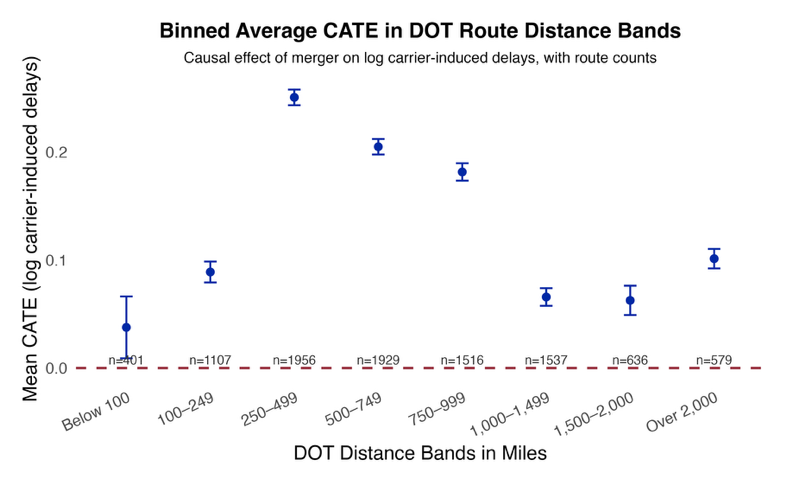 Binned Average CATE in DOT Route Distance Bands
Causal effect of merger on log carrier-induced delays, with route counts
Mean CATE (log carrier-induced delays)
0.2
0.1
0.0
n=401 n=1107 n=1956 n=1929 n=1516 n=1537 n=636 n=579
Below 100 100–249 250–499 500–749 750–999 1,000–1,499 1,500–2,000 Over 2,000
DOT Distance Bands in Miles